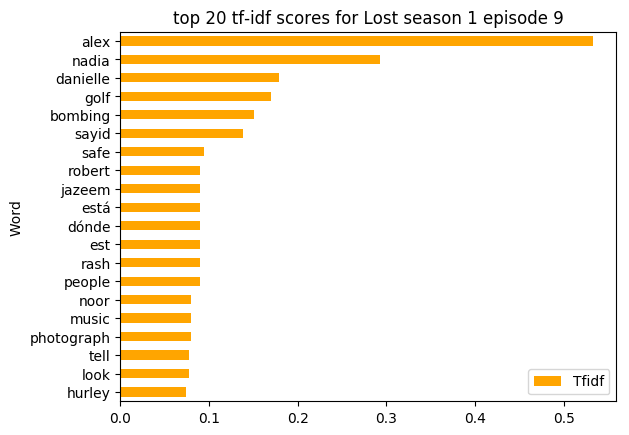 top 20 tf-idf scores for Lost season 1 episode 9
alex
nadia
danielle
golf
bombing
sayid
safe
robert
jazeem
está
dónde
est
rash
people
noor
music
photograph
tell
look
hurley
Word
Tfidf
0.0 0.1 0.2 0.3 0.4 0.5